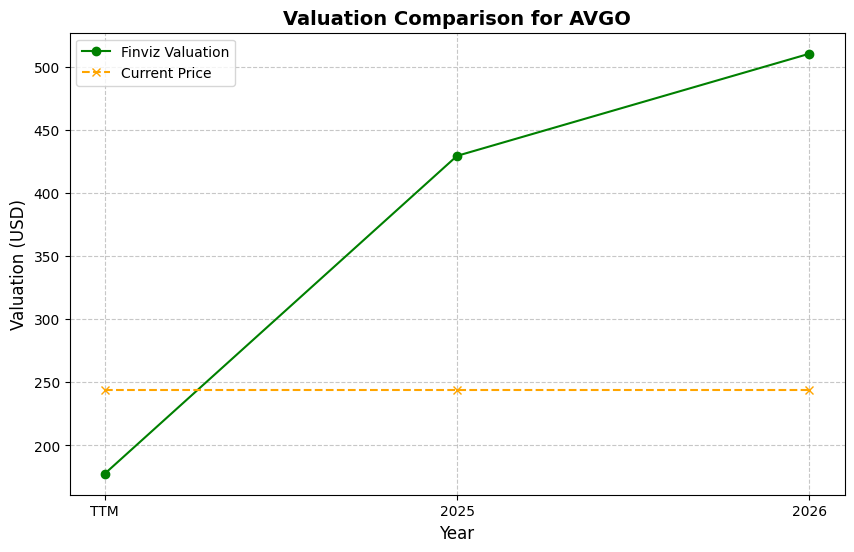 Valuation Comparison for AVGO
Finviz Valuation
Current Price
Valuation (USD)
500
450
400
350
300
250
200
TTM
2025
2026
Year